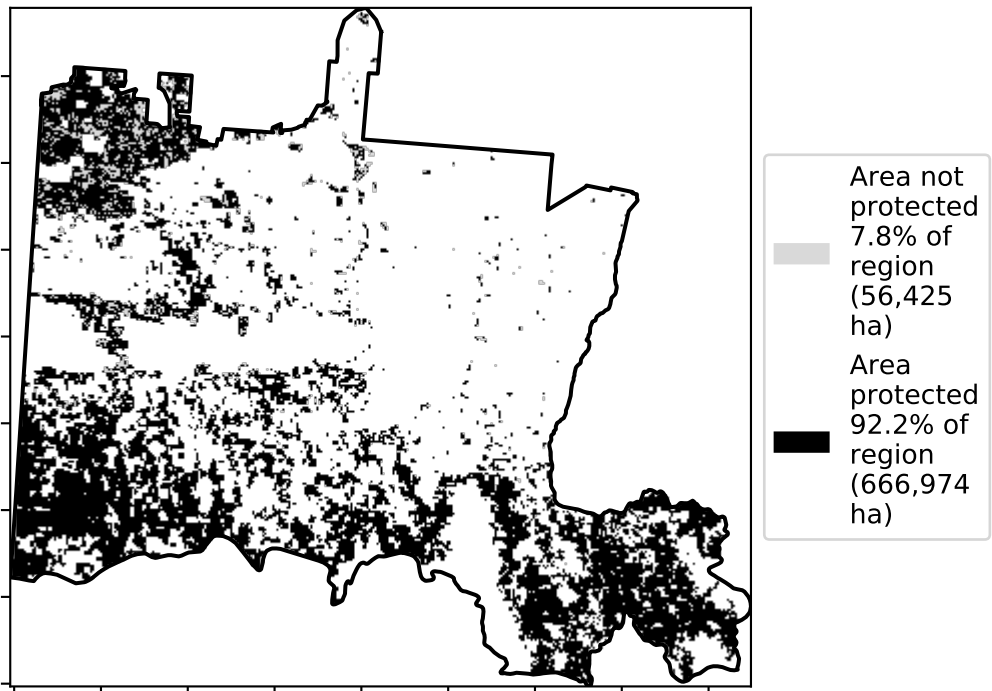 Area not
protected
7.8% of
region
(56,425
ha)
Area
protected
92.2% of
region
(666,974
ha)